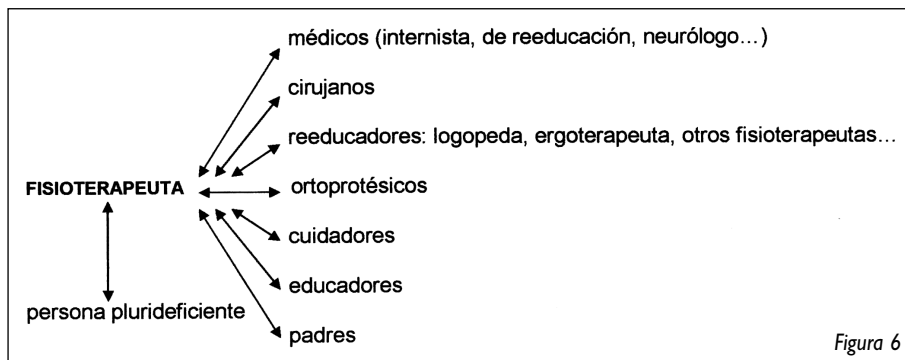 médicos (internista, de reeducación, neurólogo…)
cirujanos
reeducadores: logopeda, ergoterapeuta, otros fisioterapeutas…
FISIOTERAPEUTA
ortoprotésicos
cuidadores
educadores
persona plurideficiente
padres
Figura 6